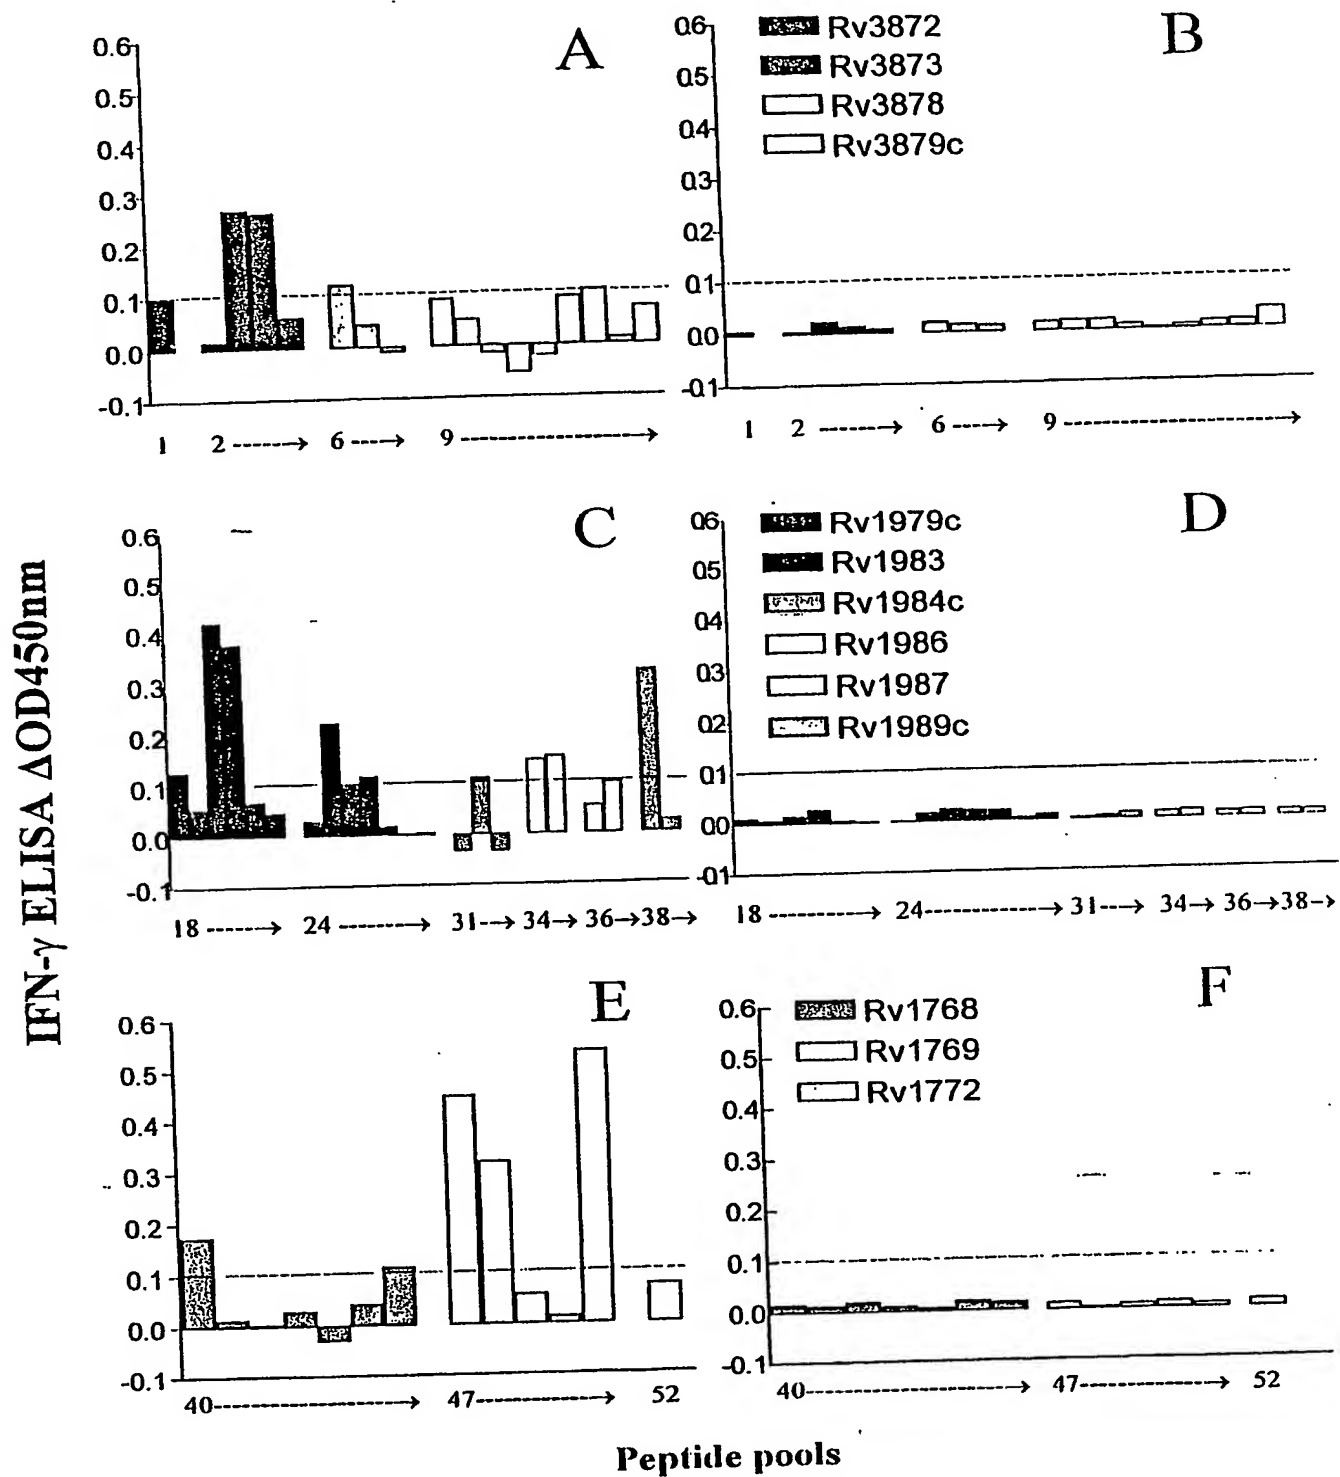 A
0.6
0.5
0.4
0.3
0.2
0.1
0.0
-0.1
1 2 6 9
B
0.6
0.5
0.4
0.3
0.2
0.1
0.0
-0.1
Rv3872
Rv3873
Rv3878
Rv3879c
1 2 6 9
IFN-γ ELISA ΔOD450nm
C
0.6
0.5
0.4
0.3
0.2
0.1
0.0
-0.1
18 24 31 34 36 38
D
0.6
0.5
0.4
0.3
0.2
0.1
0.0
-0.1
Rv1979c
Rv1983
Rv1984c
Rv1986
Rv1987
Rv1989c
18 24 31 34 36 38
E
0.6
0.5
0.4
0.3
0.2
0.1
0.0
-0.1
40 47 52
F
0.6
0.5
0.4
0.3
0.2
0.1
0.0
-0.1
Rv1768
Rv1769
Rv1772
40 47 52
Peptide pools